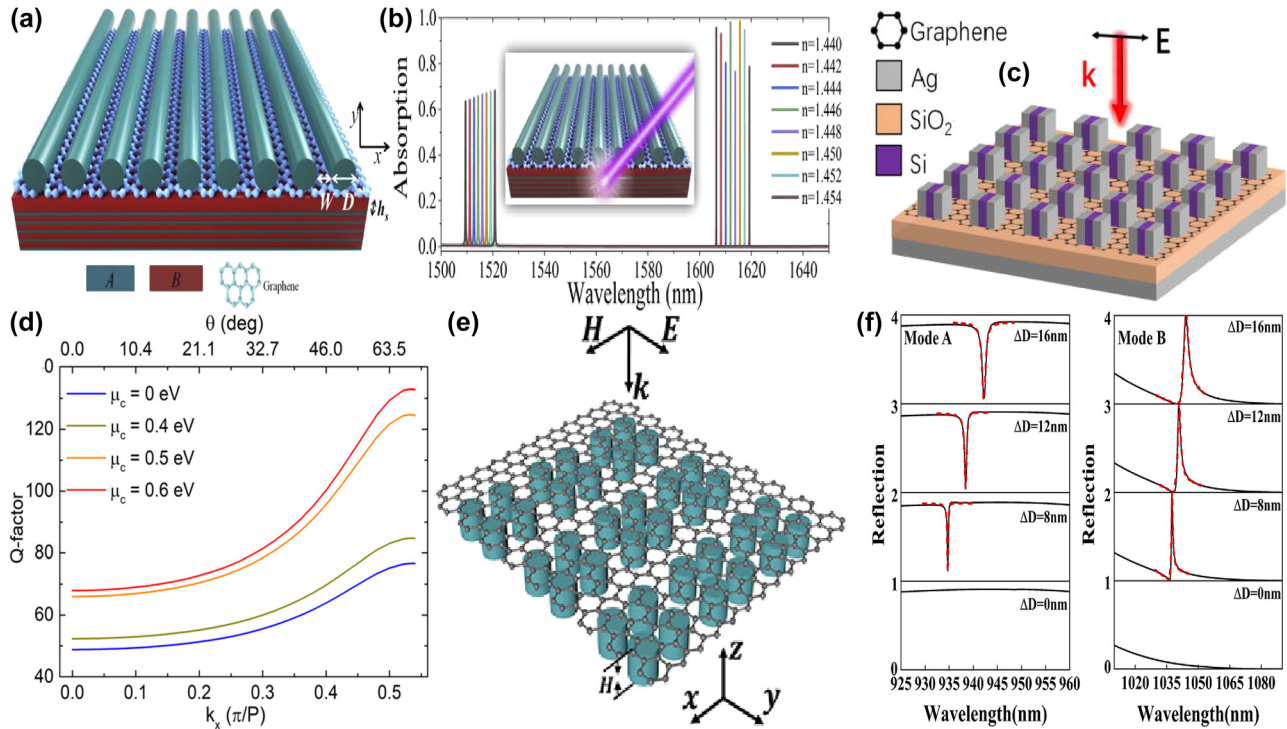 (a)
y
x
W
D
hs
A
B
Graphene
(b)
Absorption
1.0
0.8
0.6
0.4
0.2
0.0
n=1.440
n=1.442
n=1.444
n=1.446
n=1.448
n=1.450
n=1.452
n=1.454
1500 1520 1540 1560 1580 1600 1620 1640
Wavelength (nm)
(c)
Graphene
Ag
SiO2
Si
E
k
(d)
θ (deg)
0.0 10.4 21.1 32.7 46.0 63.5
Q-factor
0
120
100
80
60
40
μc = 0 eV
μc = 0.4 eV
μc = 0.5 eV
μc = 0.6 eV
0.0 0.1 0.2 0.3 0.4 0.5
kx (π/P)
(e)
H E
k
H
z
x y
(f)
Reflection
4
3
2
1
0
Mode A
ΔD=16nm
ΔD=12nm
ΔD=8nm
ΔD=0nm
925 930 935 940 945 950 955 960
Wavelength(nm)
Reflection
4
3
2
1
0
Mode B
ΔD=16nm
ΔD=12nm
ΔD=8nm
ΔD=0nm
1020 1035 1050 1065 1080
Wavelength(nm)